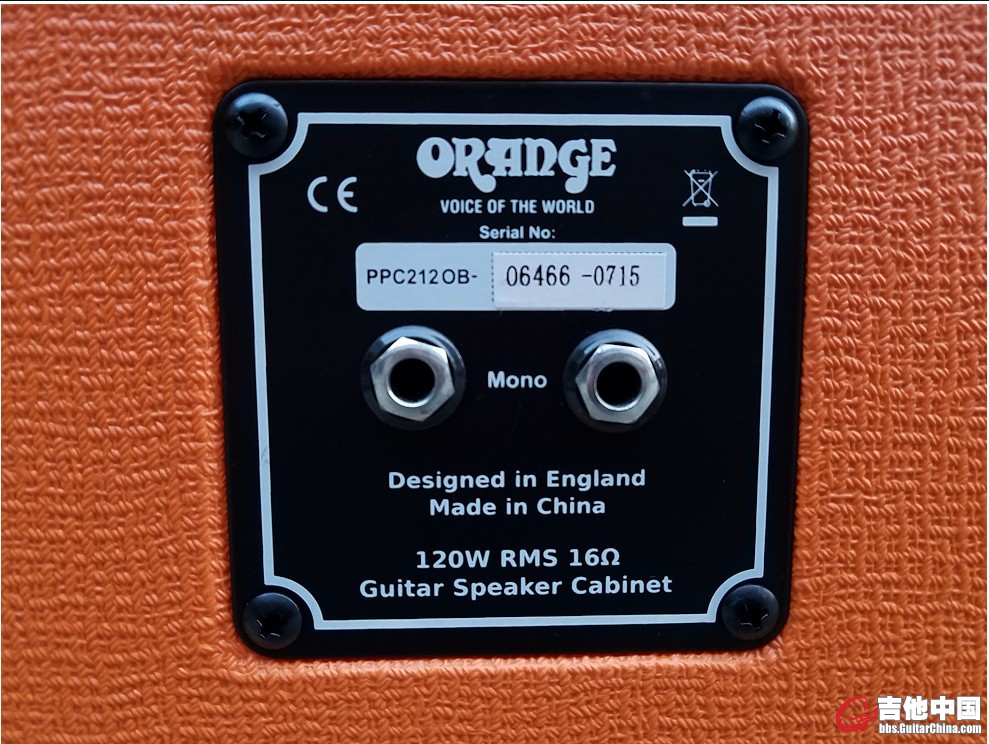 ORANGE
VOICE OF THE WORLD
CE
Serial No:
PPC212OB- 06466 -0715
Mono
Designed in England
Made in China
120W RMS 16Ω
Guitar Speaker Cabinet
吉他中国
bbs.GuitarChina.com